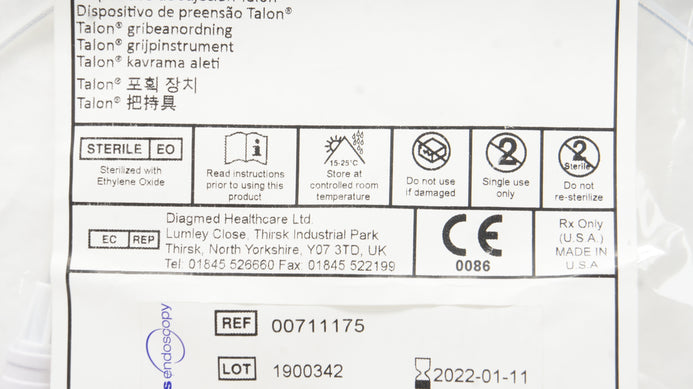 Dispositivo de preensão Talon®
Talon® gribeanordning
Talon® grijpinstrument
Talon® kavrama aleti
Talon® 포획 장치
Talon® 把持具
STERILE EO
Sterilized with
Ethylene Oxide
i
Read instructions
prior to using this
product
15-25°C
Store at
controlled room
temperature
Do not use
if damaged
2
Single use
only
2
Sterile
Do not
re-sterilize
EC REP
Diagmed Healthcare Ltd.
Lumley Close, Thirsk Industrial Park
Thirsk, North Yorkshire, Y07 3TD, UK
Tel: 01845 526660 Fax: 01845 522199
CE
0086
Rx Only
(U.S.A.)
MADE IN
U.S.A
endoscopy
REF 00711175
LOT 1900342
2022-01-11